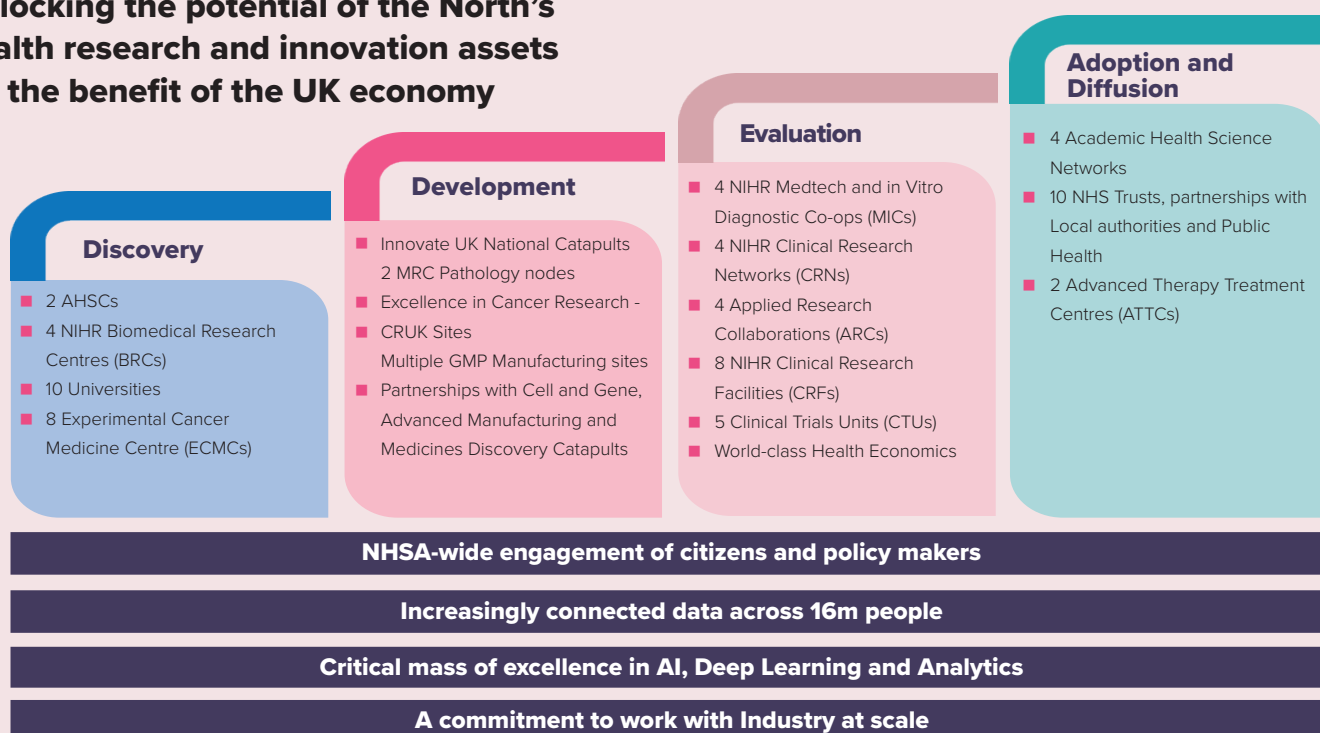 locking the potential of the North's
alth research and innovation assets
the benefit of the UK economy
Discovery
2 AHSCs
4 NIHR Biomedical Research
Centres (BRCs)
10 Universities
8 Experimental Cancer
Medicine Centre (ECMCs)
Development
Innovate UK National Catapults
2 MRC Pathology nodes
Excellence in Cancer Research -
CRUK Sites
Multiple GMP Manufacturing sites
Partnerships with Cell and Gene,
Advanced Manufacturing and
Medicines Discovery Catapults
Evaluation
4 NIHR Medtech and in Vitro
Diagnostic Co-ops (MICs)
4 NIHR Clinical Research
Networks (CRNs)
4 Applied Research
Collaborations (ARCs)
8 NIHR Clinical Research
Facilities (CRFs)
5 Clinical Trials Units (CTUs)
World-class Health Economics
Adoption and
Diffusion
4 Academic Health Science
Networks
10 NHS Trusts, partnerships with
Local authorities and Public
Health
2 Advanced Therapy Treatment
Centres (ATTCs)
NHSA-wide engagement of citizens and policy makers
Increasingly connected data across 16m people
Critical mass of excellence in AI, Deep Learning and Analytics
A commitment to work with Industry at scale